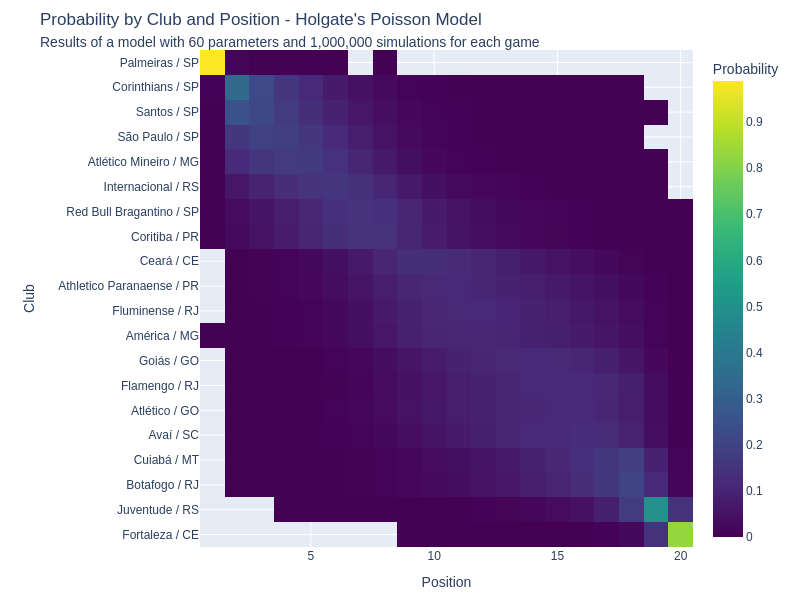 Probability by Club and Position - Holgate's Poisson Model
Results of a model with 60 parameters and 1,000,000 simulations for each game
Probability
Palmeiras / SP
Corinthians / SP
Santos / SP
São Paulo / SP
Atlético Mineiro / MG
Internacional / RS
Red Bull Bragantino / SP
Coritiba / PR
Ceará / CE
Athletico Paranaense / PR
Fluminense / RJ
América / MG
Goiás / GO
Flamengo / RJ
Atlético / GO
Avaí / SC
Cuiabá / MT
Botafogo / RJ
Juventude / RS
Fortaleza / CE
Club
5
10
15
20
Position
0.9
0.8
0.7
0.6
0.5
0.4
0.3
0.2
0.1
0